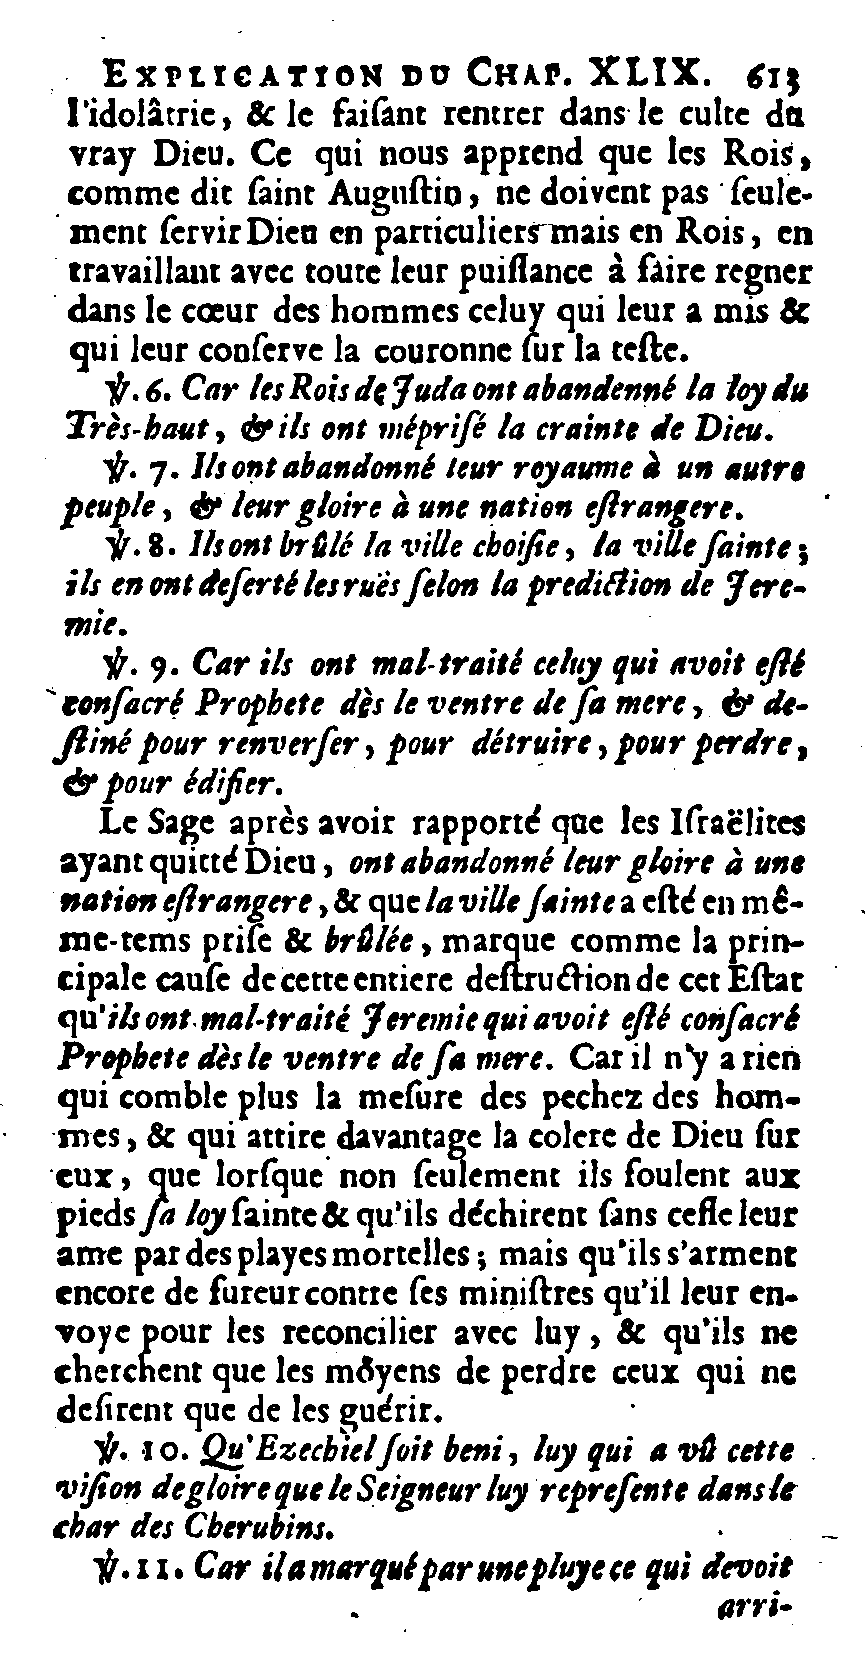 EXPLICATION DU CHAP. XLIX. 613
l'idolâtrie, & le faiſant rentrer dans le culte du
vray Dieu. Ce qui nous apprend que les Rois,
comme dit ſaint Auguſtin, ne doivent pas ſeule-
ment ſervir Dieu en particuliers mais en Rois, en
travaillant avec toute leur puiſſance à faire regner
dans le cœur des hommes celuy qui leur a mis &
qui leur conſerve la couronne ſur la teſte.
℣. 6. Car les Rois de Juda ont abandenné la loy du
Très-haut, & ils ont mépriſé la crainte de Dieu.
℣. 7. Ils ont abandonné leur royaume à un autre
peuple, & leur gloire à une nation eſtrangere.
℣. 8. Ils ont brûlé la ville choiſie, la ville ſainte;
ils en ont deſerté les ruës ſelon la prediction de Jere-
mie.
℣. 9. Car ils ont mal-traité celuy qui avoit eſté
conſacré Prophete dès le ventre de ſa mere, & de-
ſtiné pour renverſer, pour détruire, pour perdre,
& pour édifier.
Le Sage après avoir rapporté que les Iſraëlites
ayant quitté Dieu, ont abandonné leur gloire à une
nation eſtrangere, & que la ville ſainte a eſté en mê-
me-tems priſe & brûlée, marque comme la prin-
cipale cauſe de cette entiere deſtruction de cet Eſtat
qu'ils ont mal-traité Jeremie qui avoit eſté conſacré
Prophete dès le ventre de ſa mere. Car il n'y a rien
qui comble plus la meſure des pechez des hom-
mes, & qui attire davantage la colere de Dieu ſur
eux, que lorſque non ſeulement ils foulent aux
pieds ſa loy ſainte & qu'ils déchirent ſans ceſſe leur
ame par des playes mortelles; mais qu'ils s'arment
encore de fureur contre ſes miniſtres qu'il leur en-
voye pour les reconcilier avec luy, & qu'ils ne
cherchent que les moyens de perdre ceux qui ne
deſirent que de les guérir.
℣. 10. Qu'Ezechiel ſoit beni, luy qui a vû cette
viſion de gloire que le Seigneur luy repreſente dans le
char des Cherubins.
℣. 11. Car il a marqué par une pluye ce qui devoit
arri-